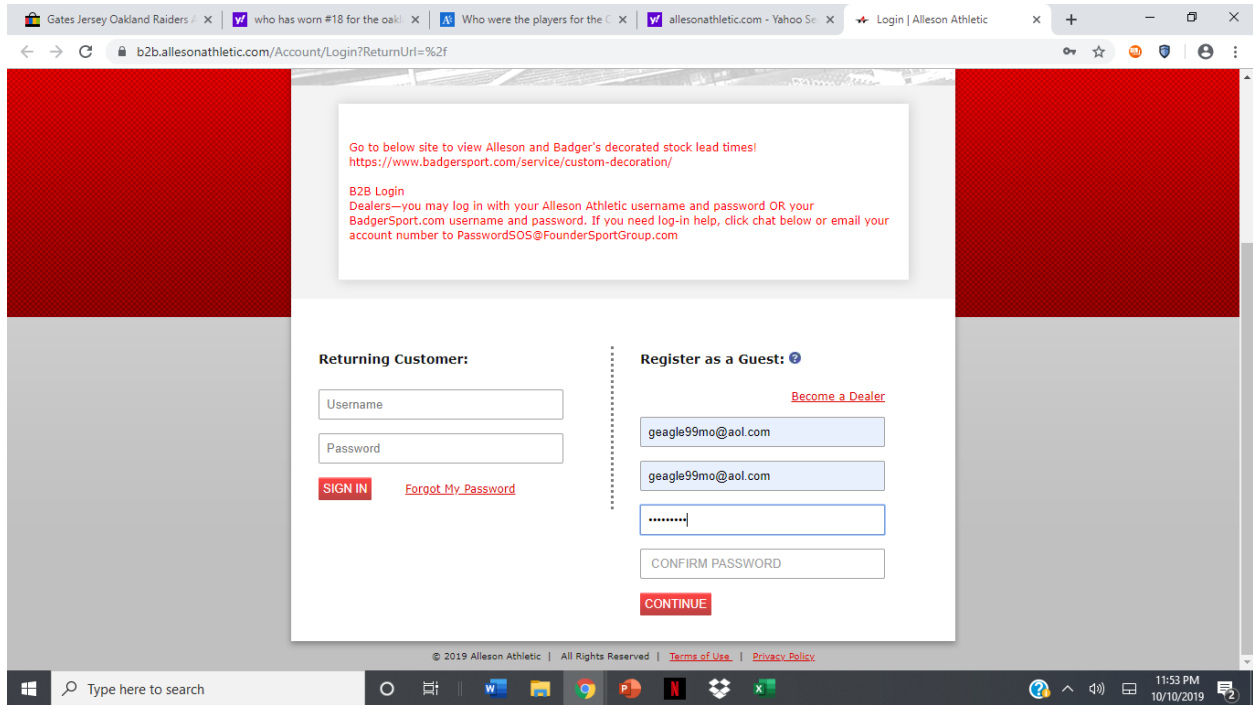 Gates Jersey Oakland Raiders
who has worn #18 for the oakl
Who were the players for the
allesonathletic.com - Yahoo Se
Login | Alleson Athletic
b2b.allesonathletic.com/Account/Login?ReturnUrl=%2f
Go to below site to view Alleson and Badger's decorated stock lead times!
https://www.badgersport.com/service/custom-decoration/
B2B Login
Dealers—you may log in with your Alleson Athletic username and password OR your
BadgerSport.com username and password. If you need log-in help, click chat below or email your
account number to PasswordSOS@FounderSportGroup.com
Returning Customer:
Username
Password
SIGN IN
Forgot My Password
Register as a Guest:
Become a Dealer
geagle99mo@aol.com
geagle99mo@aol.com
•••••••••
CONFIRM PASSWORD
CONTINUE
© 2019 Alleson Athletic | All Rights Reserved | Terms of Use | Privacy Policy
Type here to search
11:53 PM
10/10/2019
2